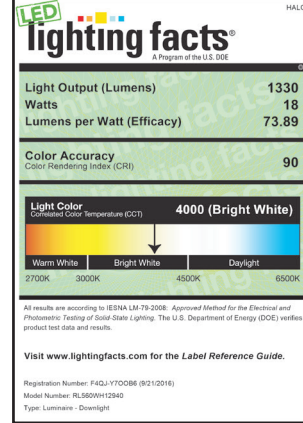 LED
HALO
lighting facts®
A Program of the U.S. DOE
Light Output (Lumens) 1330
Watts 18
Lumens per Watt (Efficacy) 73.89
Color Accuracy 90
Color Rendering Index (CRI)
Light Color 4000 (Bright White)
Correlated Color Temperature (CCT)
Warm White Bright White Daylight
2700K 3000K 4500K 6500K
All results are according to IESNA LM-79-2008: Approved Method for the Electrical and
Photometric Testing of Solid-State Lighting. The U.S. Department of Energy (DOE) verifies
product test data and results.
Visit www.lightingfacts.com for the Label Reference Guide.
Registration Number: F4QJ-Y7OOB6 (9/21/2016)
Model Number: RL560WH12940
Type: Luminaire - Downlight